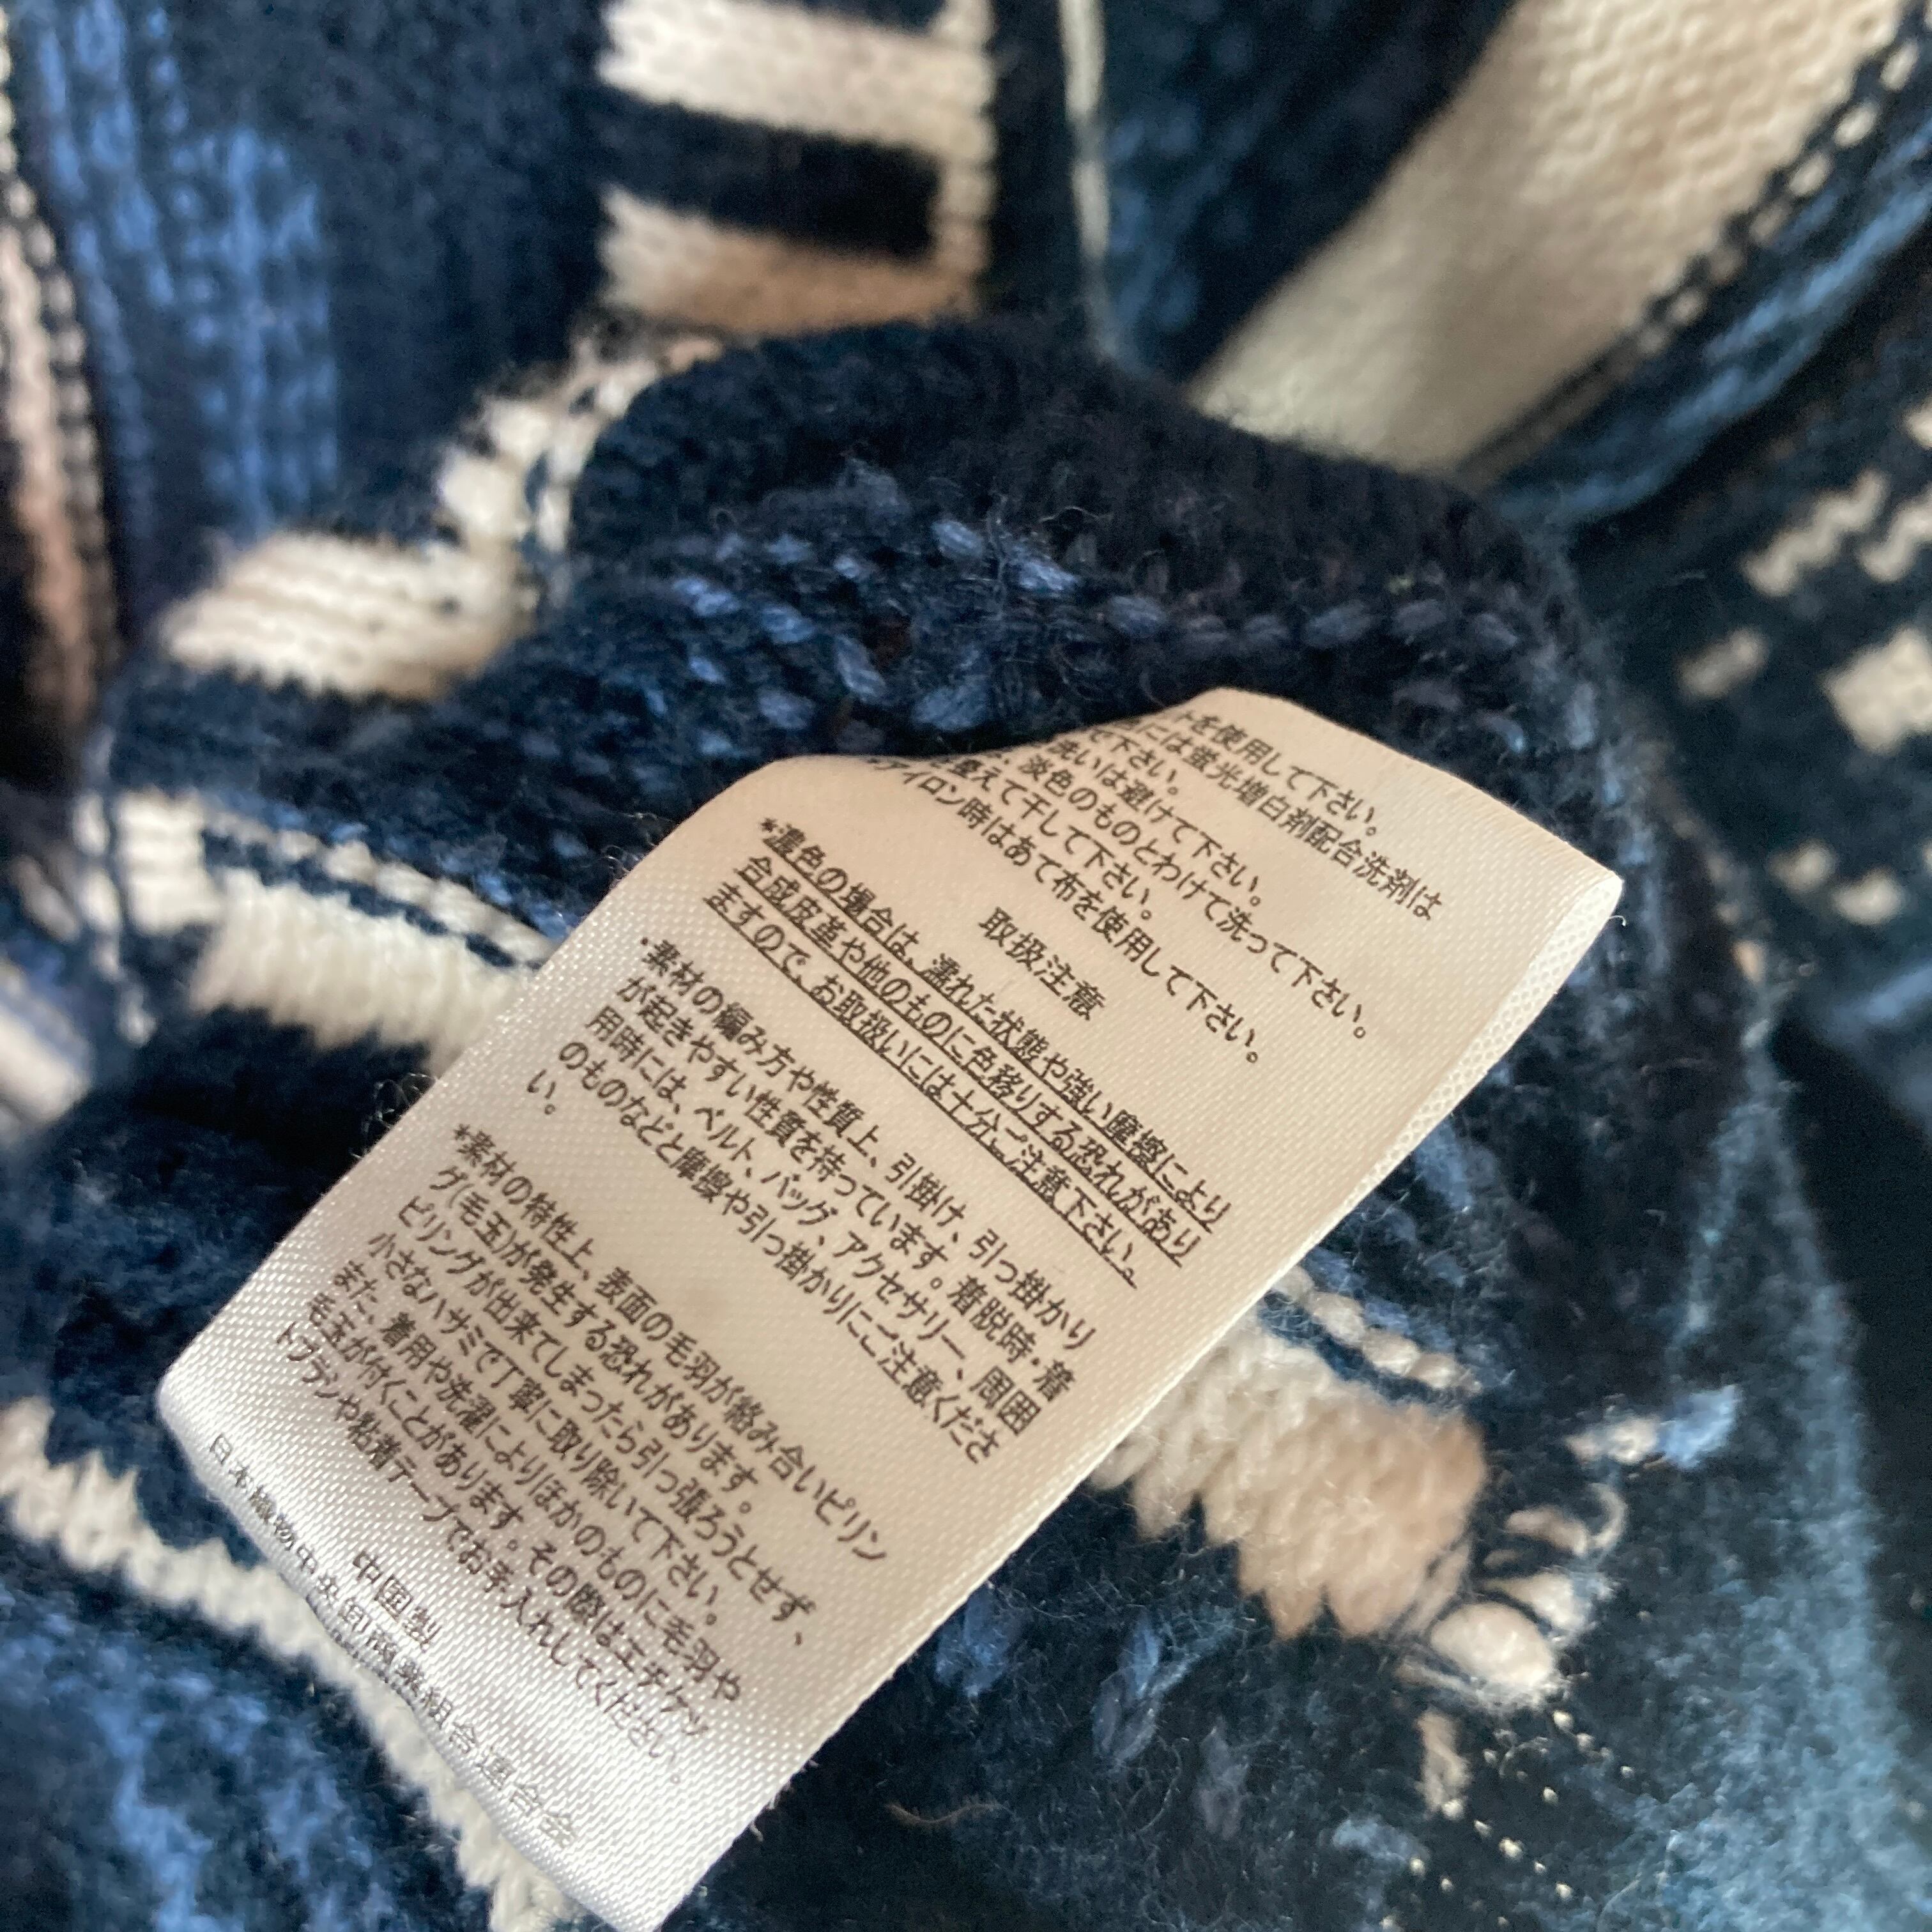 トを使用して下さい。
には蛍光増白剤配合洗剤は
て下さい。
洗いは避けて下さい。
、淡色のものとわけて洗って下さい。
整えて干して下さい。
*アイロン時はあて布を使用して下さい。
取扱注意
*濃色の場合は、濡れた状態や強い摩擦により
合成皮革や他のものに色移りする恐れがあり
ますので、お取扱いには十分ご注意下さい。
・素材の編み方や性質上、引掛け、引っ掛かり
が起きやすい性質を持っています。着脱時・着
用時には、ベルト、バッグ、アクセサリー、周囲
のものなどと摩擦や引っ掛かりにご注意くださ
い。
*素材の特性上、表面の毛羽が絡み合いピリン
グ(毛玉)が発生する恐れがあります。
ピリングが出来てしまったら引っ張ろうとせず、
小さなハサミで丁寧に取り除いて下さい。
また、着用や洗濯によりほかのものに毛羽や
毛玉が付くことがあります。その際はエチケッ
トブラシや粘着テープでお手入れしてください。
中国製
日本織物中央卸商業組合連合会